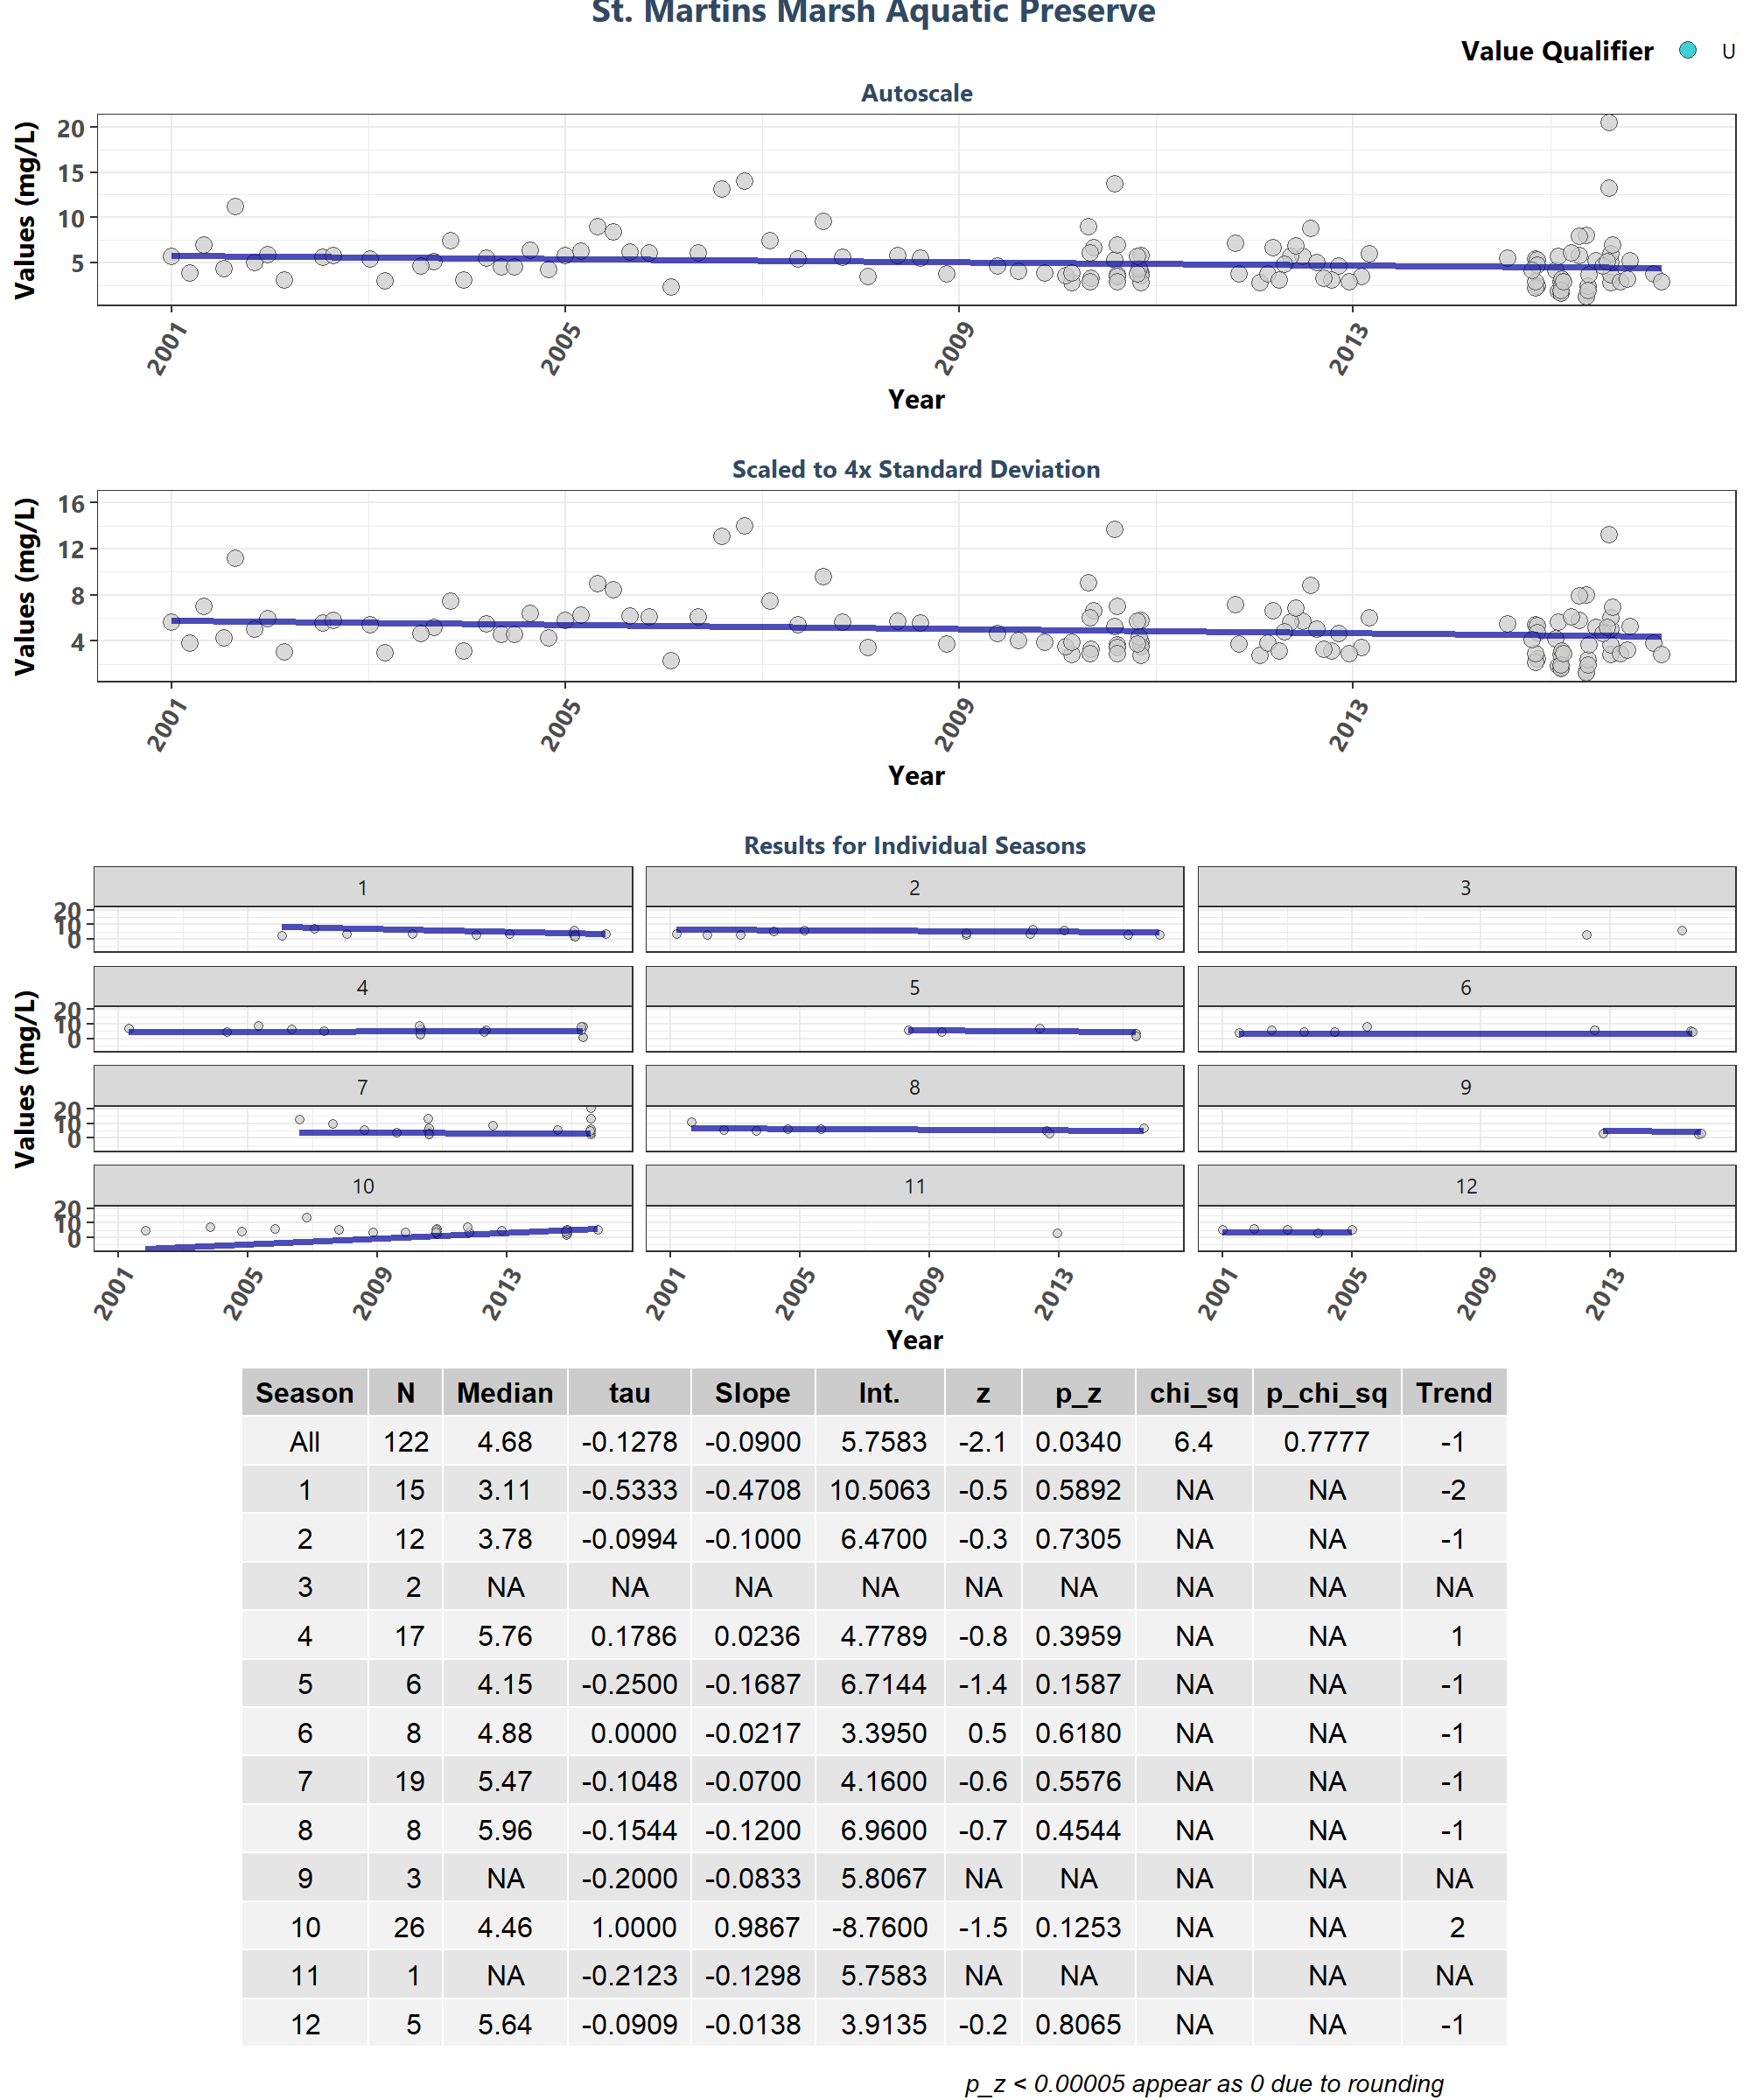 St. Martins Marsh Aquatic Preserve
Value Qualifier U
Autoscale
Values (mg/L)
20
15
10
5
2001 2005 2009 2013
Year
Scaled to 4x Standard Deviation
Values (mg/L)
16
12
8
4
2001 2005 2009 2013
Year
Results for Individual Seasons
Values (mg/L)
1 2 3
20
10
0
4 5 6
20
10
0
7 8 9
20
10
0
10 11 12
20
10
0
2001 2005 2009 2013 2001 2005 2009 2013 2001 2005 2009 2013
Year
Season N Median tau Slope Int. z p_z chi_sq p_chi_sq Trend
All 122 4.68 -0.1278 -0.0900 5.7583 -2.1 0.0340 6.4 0.7777 -1
1 15 3.11 -0.5333 -0.4708 10.5063 -0.5 0.5892 NA NA -2
2 12 3.78 -0.0994 -0.1000 6.4700 -0.3 0.7305 NA NA -1
3 2 NA NA NA NA NA NA NA NA NA
4 17 5.76 0.1786 0.0236 4.7789 -0.8 0.3959 NA NA 1
5 6 4.15 -0.2500 -0.1687 6.7144 -1.4 0.1587 NA NA -1
6 8 4.88 0.0000 -0.0217 3.3950 0.5 0.6180 NA NA -1
7 19 5.47 -0.1048 -0.0700 4.1600 -0.6 0.5576 NA NA -1
8 8 5.96 -0.1544 -0.1200 6.9600 -0.7 0.4544 NA NA -1
9 3 NA -0.2000 -0.0833 5.8067 NA NA NA NA NA
10 26 4.46 1.0000 0.9867 -8.7600 -1.5 0.1253 NA NA 2
11 1 NA -0.2123 -0.1298 5.7583 NA NA NA NA NA
12 5 5.64 -0.0909 -0.0138 3.9135 -0.2 0.8065 NA NA -1
p_z < 0.00005 appear as 0 due to rounding